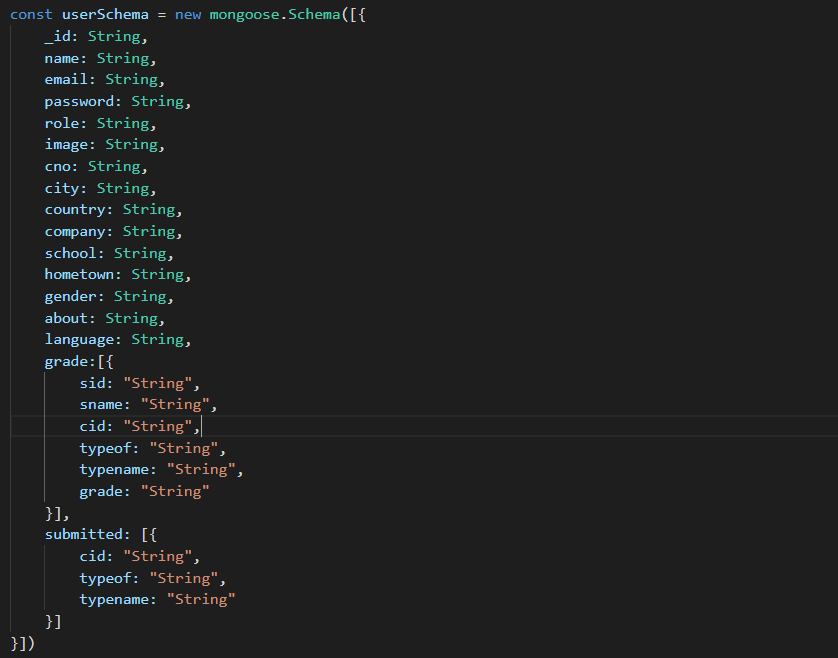 const userSchema = new mongoose.Schema([{
    _id: String,
    name: String,
    email: String,
    password: String,
    role: String,
    image: String,
    cno: String,
    city: String,
    country: String,
    company: String,
    school: String,
    hometown: String,
    gender: String,
    about: String,
    language: String,
    grade:[{
        sid: "String",
        sname: "String",
        cid: "String",
        typeof: "String",
        typename: "String",
        grade: "String"
    }],
    submitted: [{
        cid: "String",
        typeof: "String",
        typename: "String"
    }]
}])